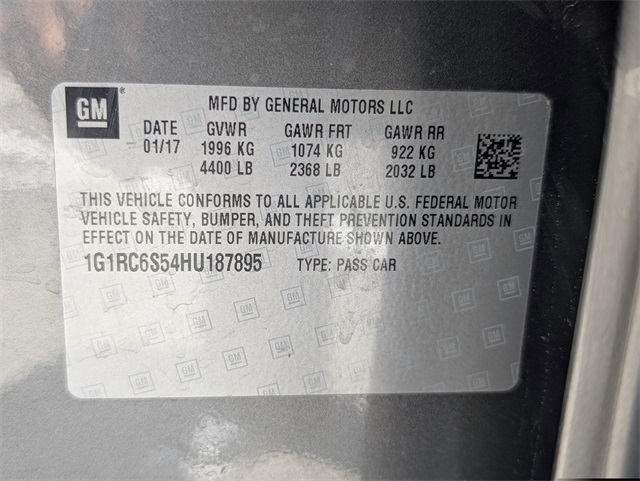 GM ® MFD BY GENERAL MOTORS LLC
DATE GVWR GAWR FRT GAWR RR
01/17 1996 KG 1074 KG 922 KG
4400 LB 2368 LB 2032 LB
THIS VEHICLE CONFORMS TO ALL APPLICABLE U.S. FEDERAL MOTOR
VEHICLE SAFETY, BUMPER, AND THEFT PREVENTION STANDARDS IN
EFFECT ON THE DATE OF MANUFACTURE SHOWN ABOVE.
1G1RC6S54HU187895 TYPE: PASS CAR